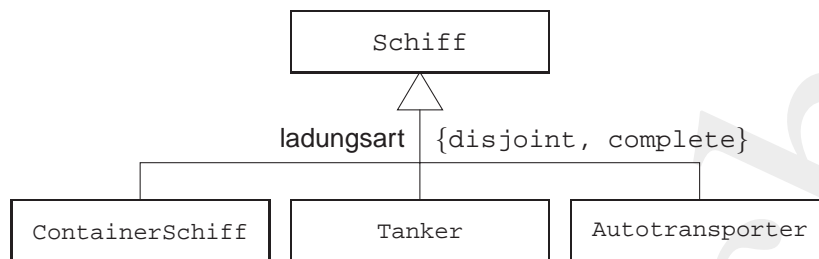 Schiff
ladungsart {disjoint, complete}
ContainerSchiff Tanker Autotransporter